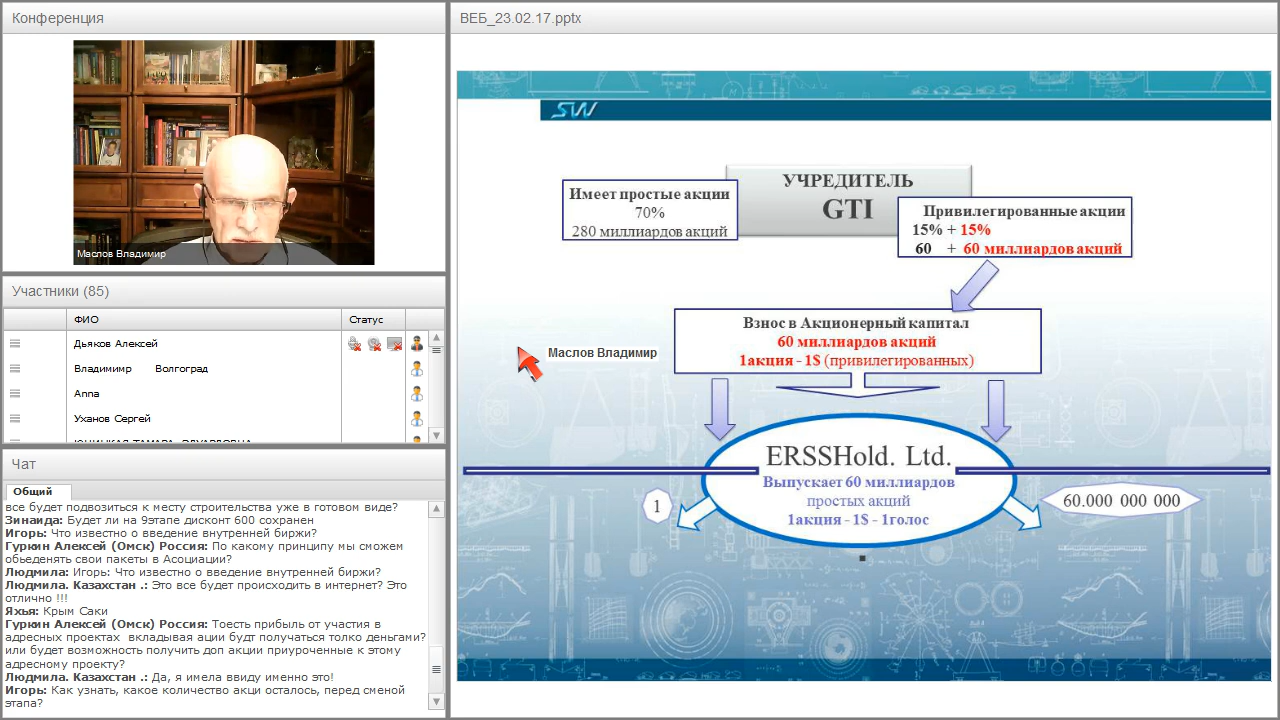 Конференция
Маслов Владимир
Участники (85)
ФИО
Статус
Дьяков Алексей
Владимимр Волгоград
Anna
Уханов Сергей
Чат
Общий
все будет подвозиться к месу строительства уже в готовом виде?
Зинаида: Будет ли на 9этапе Дисконт 600 сохранен
Игорь: Что известно о введение внутренней биржи?
Гуркин Алексей (Омск) Россия: По какому принципу мы сможем
обьеденять свои пакеты в Асоциации?
Людмила: Игорь: Что известно о введение внутренней биржи?
Людмила. Казахстан .: Это все будет происходить в интернет? Это
отлично !!!
Яхья: Крым Саки
Гуркин Алексей (Омск) Россия: Тоесть прибыль от участия в
адресных проектах вкладывая ации будт получаться толко деньгами?
или будет возможность получить доп акции приуроченные к этому
адресному проекту?
Людмила. Казахстан .: Да, я имела ввиду именно это!
Игорь: Как узнать, какое количество акци осталось, перед сменой
этапа?
ВЕБ_23.02.17.pptx
SW
УЧРЕДИТЕЛЬ
GTI
Имеет простые акции
70%
280 миллиардов акций
Привилегированные акции
15% + 15%
60 + 60 миллиардов акций
Взнос в Акционерный капитал
60 миллиардов акций
1акция - 1$ (привилегированных)
Маслов Владимир
ERSSHold. Ltd.
Выпускает 60 миллиардов
простых акций
1акция - 1$ - 1голос
1
60.000 000 000